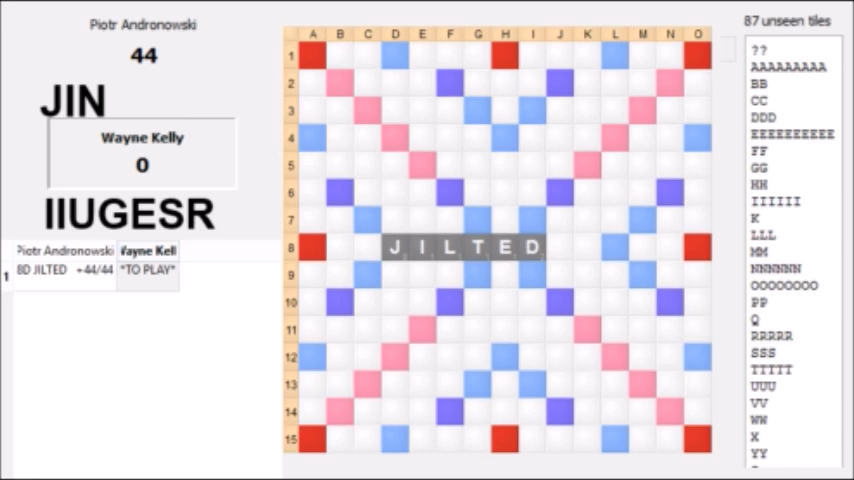 Piotr Andronowski
44
JIN
Wayne Kelly
0
IIUGESR
Piotr Andronowski Wayne Kell
1 8D JILTED +44/44 *TO PLAY*
A B C D E F G H I J K L M N O
1
2
3
4
5
6
7
8 J I L T E D
9
10
11
12
13
14
15
87 unseen tiles
??
AAAAAAAAA
BB
CC
DDD
EEEEEEEEEE
FF
GG
HH
IIIIII
K
LLL
MM
NNNNNN
OOOOOOOO
PP
Q
RRRRR
SSS
TTTTT
UUU
VV
WW
X
YY